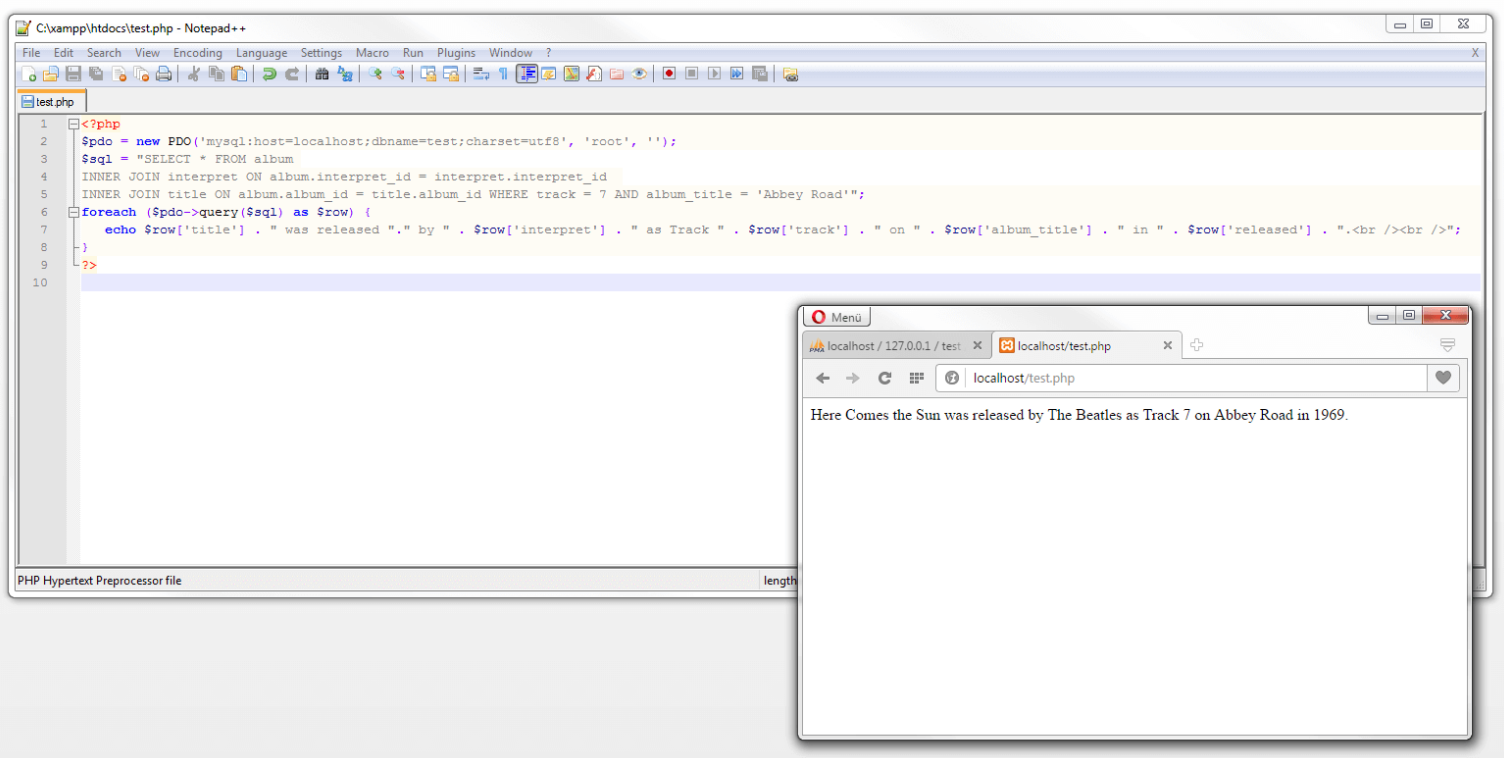 C:\xampp\htdocs\test.php - Notepad++
File Edit Search View Encoding Language Settings Macro Run Plugins Window ? X
test.php
1 <?php
2 $pdo = new PDO('mysql:host=localhost;dbname=test;charset=utf8', 'root', '');
3 $sql = "SELECT * FROM album
4 INNER JOIN interpret ON album.interpret_id = interpret.interpret_id
5 INNER JOIN title ON album.album_id = title.album_id WHERE track = 7 AND album_title = 'Abbey Road'";
6 foreach ($pdo->query($sql) as $row) {
7 echo $row['title'] . " was released "." by " . $row['interpret'] . " as Track " . $row['track'] . " on " . $row['album_title'] . " in " . $row['released'] . ".<br /><br />";
8 }
9 ?>
10
PHP Hypertext Preprocessor file length
Menü
PMA localhost / 127.0.0.1 / test localhost/test.php
localhost/test.php
Here Comes the Sun was released by The Beatles as Track 7 on Abbey Road in 1969.